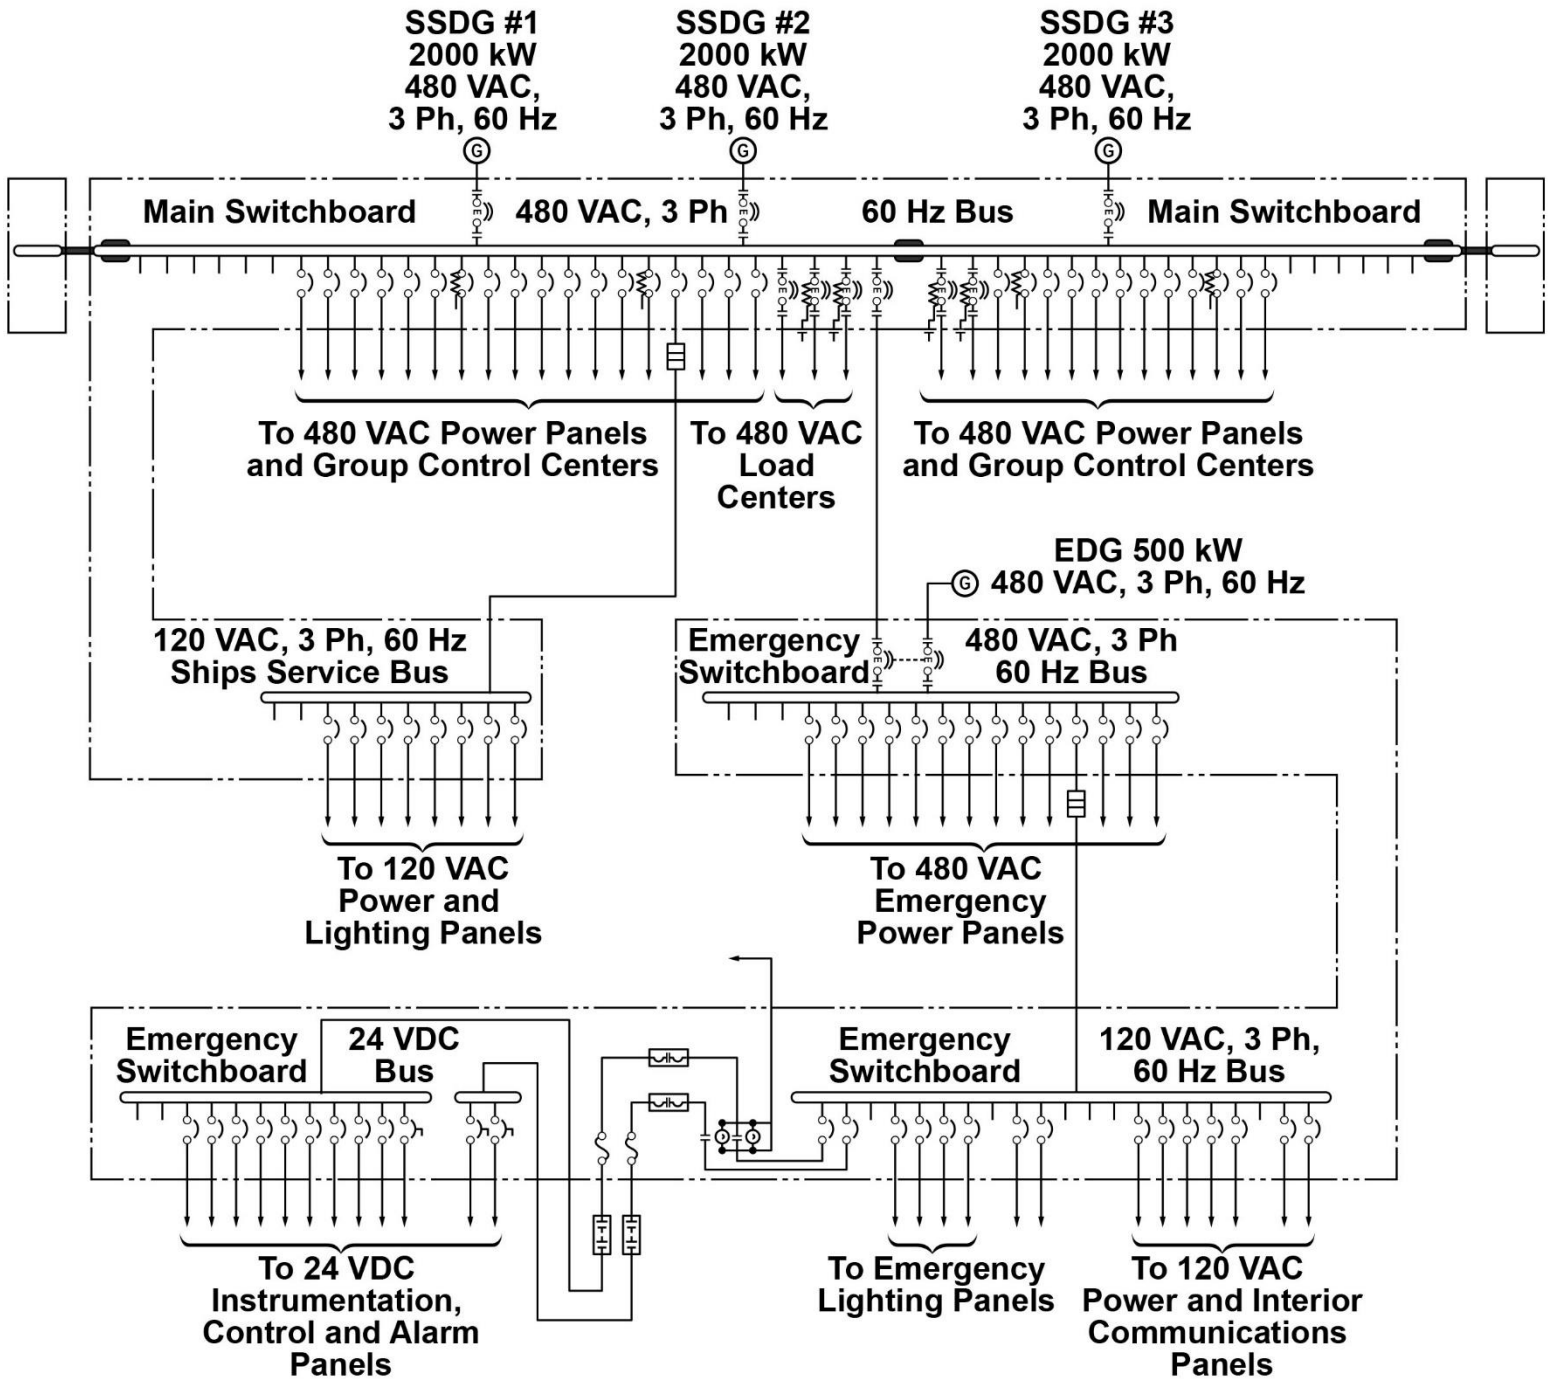 SSDG #1
2000 kW
480 VAC,
3 Ph, 60 Hz
SSDG #2
2000 kW
480 VAC,
3 Ph, 60 Hz
SSDG #3
2000 kW
480 VAC,
3 Ph, 60 Hz
G
G
G
Main Switchboard
480 VAC, 3 Ph
60 Hz Bus
Main Switchboard
E
E
E
E
E
E
E
E
E
To 480 VAC Power Panels
and Group Control Centers
To 480 VAC
Load
Centers
To 480 VAC Power Panels
and Group Control Centers
EDG 500 kW
G 480 VAC, 3 Ph, 60 Hz
120 VAC, 3 Ph, 60 Hz
Ships Service Bus
Emergency
Switchboard
E
E
480 VAC, 3 Ph
60 Hz Bus
To 120 VAC
Power and
Lighting Panels
To 480 VAC
Emergency
Power Panels
Emergency
Switchboard
24 VDC
Bus
Emergency
Switchboard
120 VAC, 3 Ph,
60 Hz Bus
To 24 VDC
Instrumentation,
Control and Alarm
Panels
To Emergency
Lighting Panels
To 120 VAC
Power and Interior
Communications
Panels